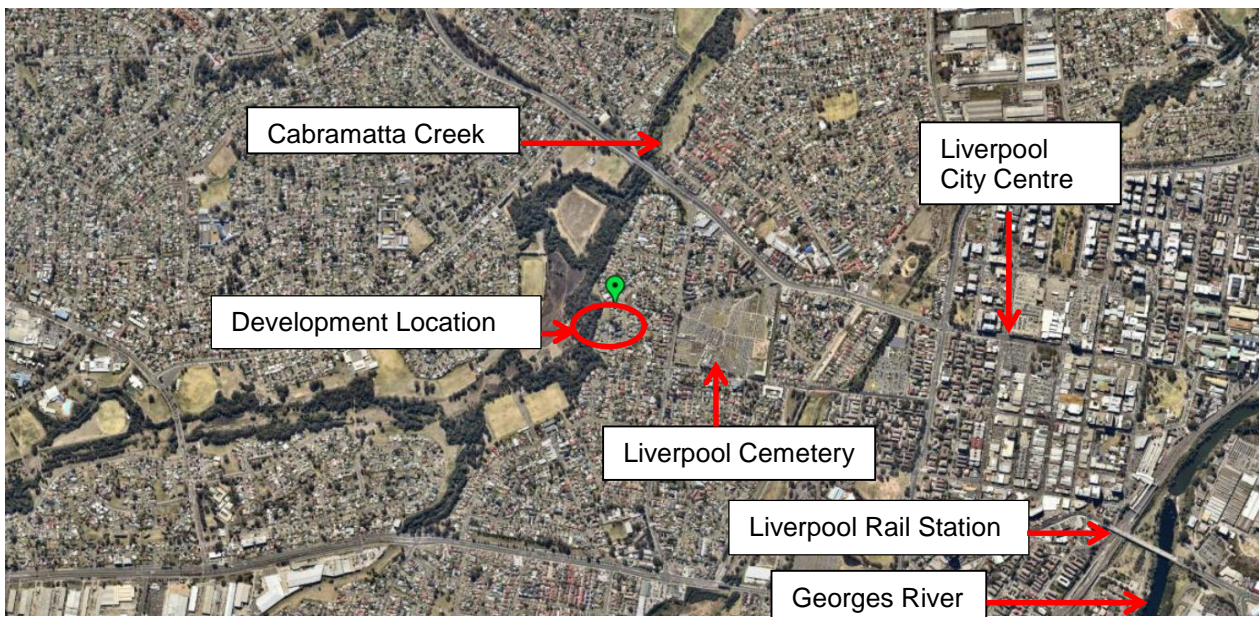 Cabramatta Creek
Liverpool
City Centre
Development Location
Liverpool Cemetery
Liverpool Rail Station
Georges River